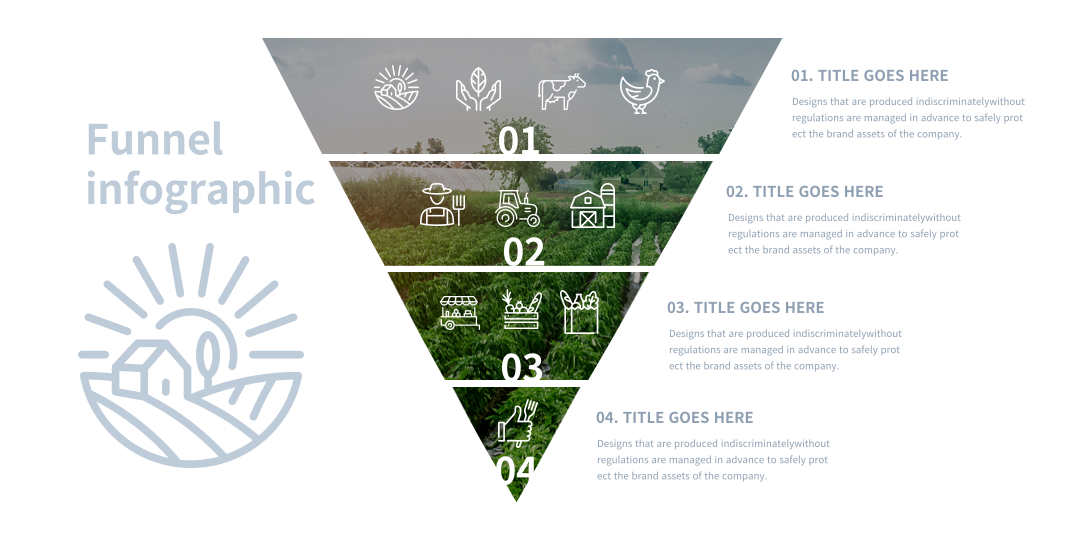 Funnel
infographic
01
01. TITLE GOES HERE
Designs that are produced indiscriminatelywithout
regulations are managed in advance to safely prot
ect the brand assets of the company.
02
02. TITLE GOES HERE
Designs that are produced indiscriminatelywithout
regulations are managed in advance to safely prot
ect the brand assets of the company.
03
03. TITLE GOES HERE
Designs that are produced indiscriminatelywithout
regulations are managed in advance to safely prot
ect the brand assets of the company.
04
04. TITLE GOES HERE
Designs that are produced indiscriminatelywithout
regulations are managed in advance to safely prot
ect the brand assets of the company.